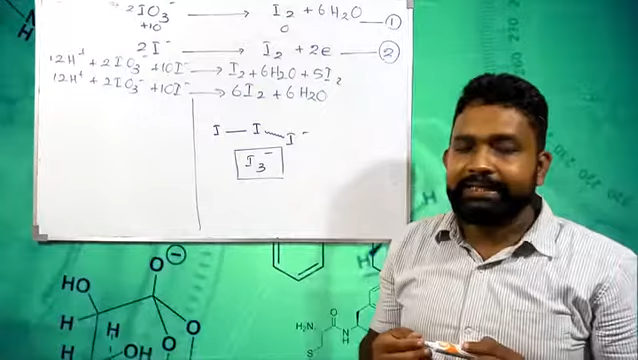 2IO₃⁻ → I₂ + 6H₂O —①
+10 0
2I⁻ → I₂ + 2e —②
12H⁺ + 2IO₃⁻ + 10I⁻ → I₂ + 6H₂O + 5I₂
12H⁺ + 2IO₃⁻ + 10I⁻ → 6I₂ + 6H₂O
I — I — I⁻
I₃⁻
O⁻
HO
H
H
O
O
H
OH
H₂N
O
N
H
S